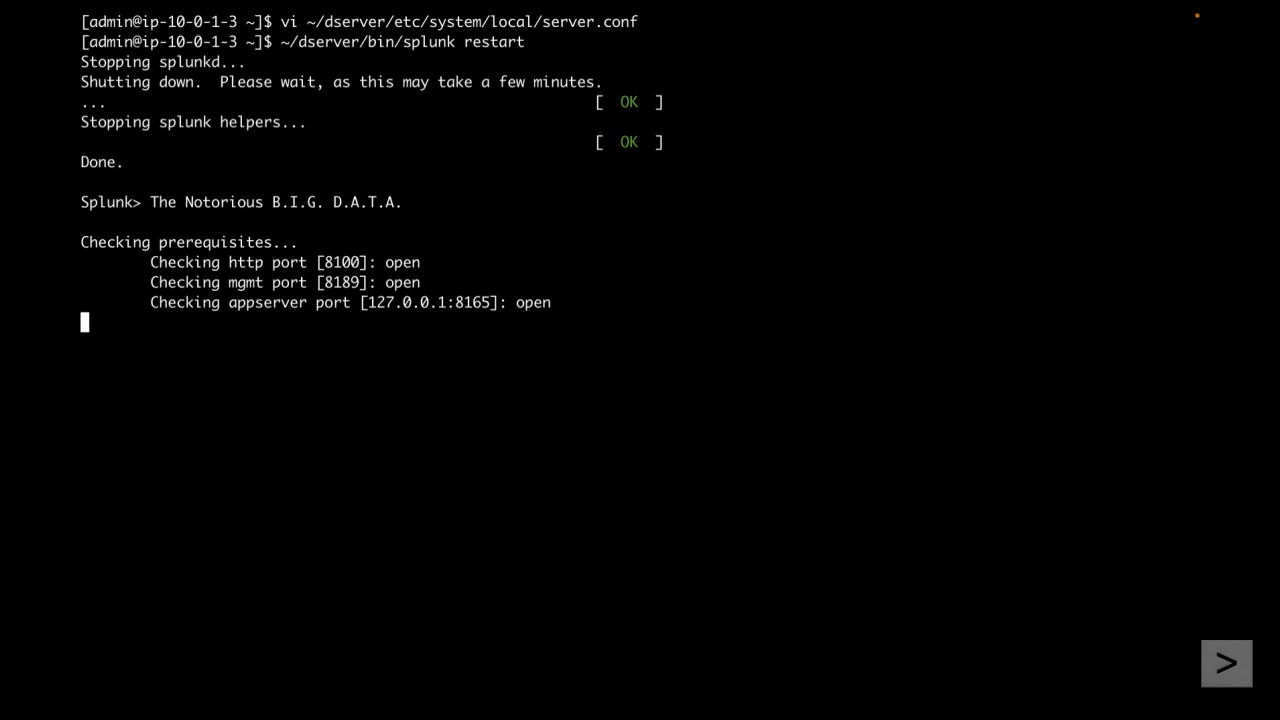 [admin@ip-10-0-1-3 ~]$ vi ~/dserver/etc/system/local/server.conf
[admin@ip-10-0-1-3 ~]$ ~/dserver/bin/splunk restart
Stopping splunkd...
Shutting down.  Please wait, as this may take a few minutes.
...                                                        [  OK  ]
Stopping splunk helpers...
                                                           [  OK  ]
Done.
Splunk> The Notorious B.I.G. D.A.T.A.
Checking prerequisites...
        Checking http port [8100]: open
        Checking mgmt port [8189]: open
        Checking appserver port [127.0.0.1:8165]: open
>